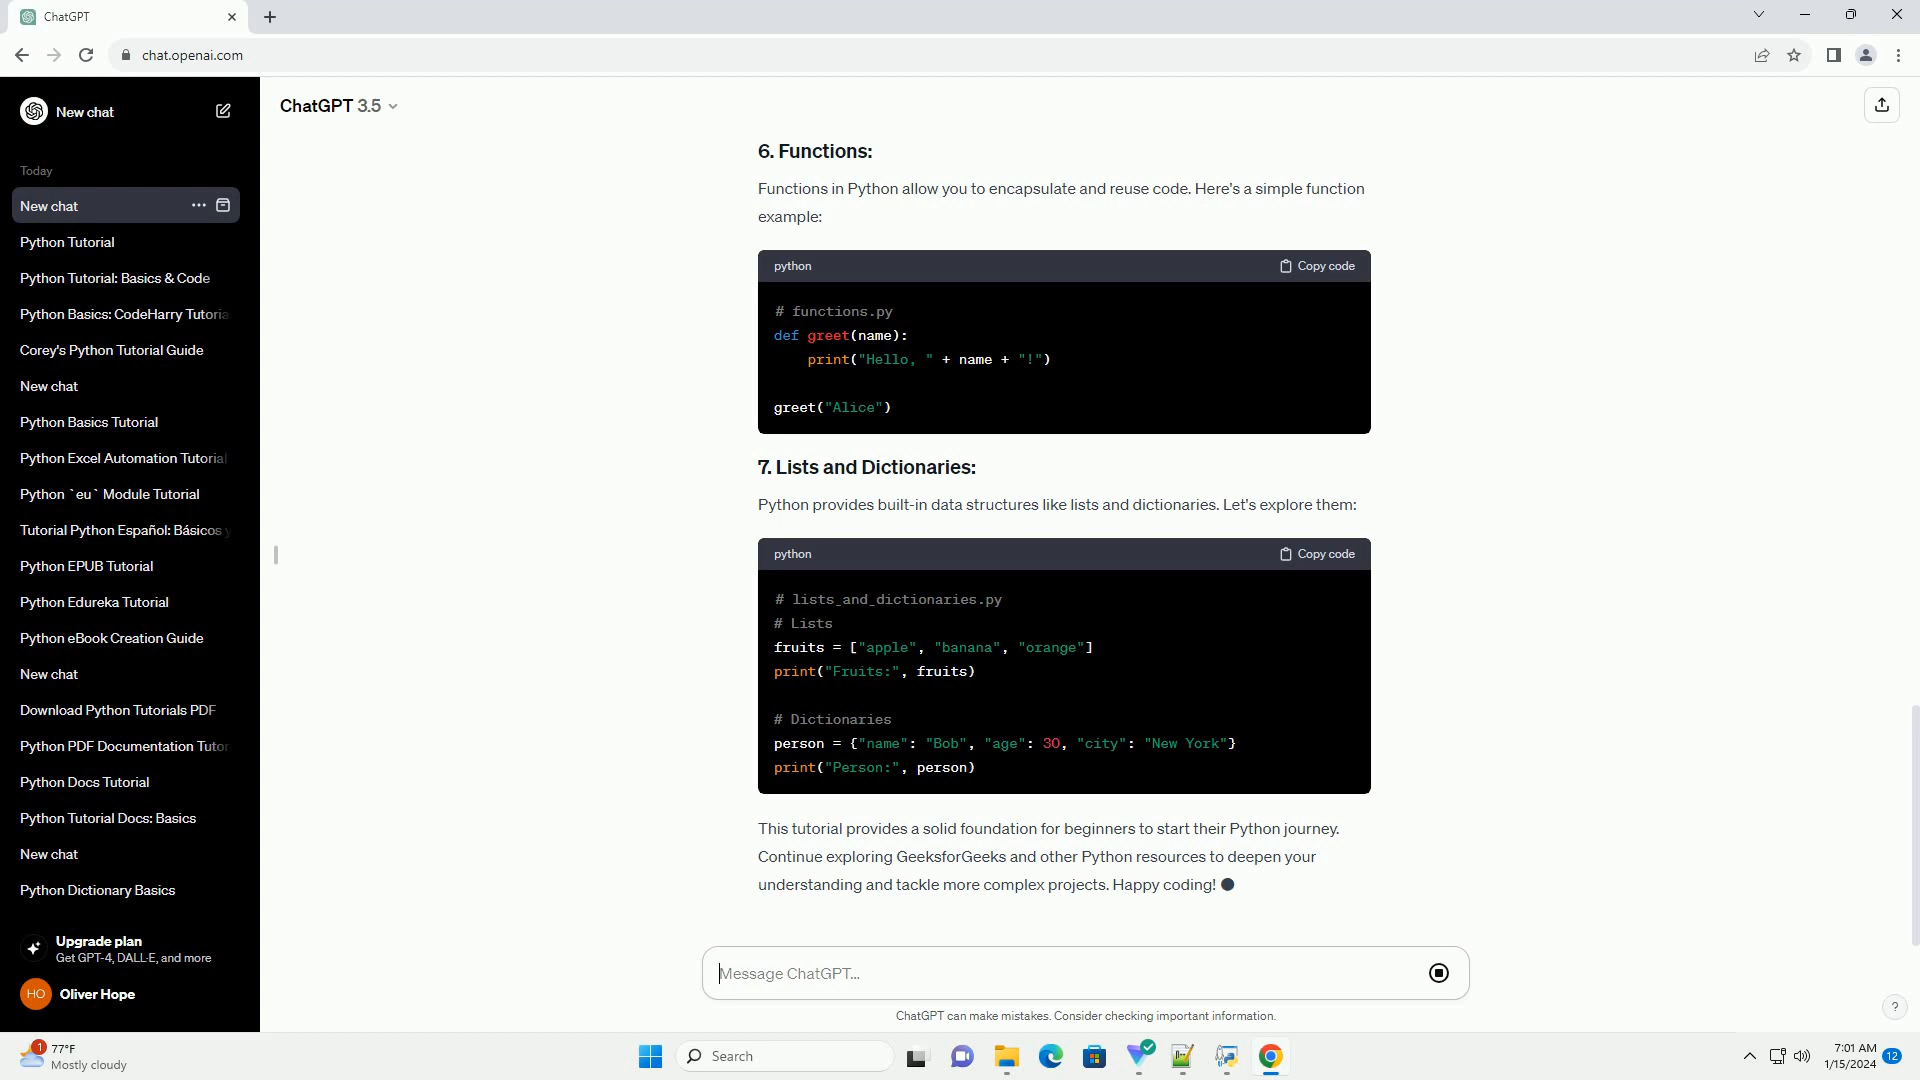 ChatGPT
chat.openai.com
New chat
Today
New chat
Python Tutorial
Python Tutorial: Basics & Code
Python Basics: CodeHarry Tutoria
Corey's Python Tutorial Guide
New chat
Python Basics Tutorial
Python Excel Automation Tutorial
Python `eu` Module Tutorial
Tutorial Python Español: Básicos y
Python EPUB Tutorial
Python Edureka Tutorial
Python eBook Creation Guide
New chat
Download Python Tutorials PDF
Python PDF Documentation Tutor
Python Docs Tutorial
Python Tutorial Docs: Basics
New chat
Python Dictionary Basics
Upgrade plan
Get GPT-4, DALL·E, and more
HO Oliver Hope
ChatGPT 3.5
6. Functions:
Functions in Python allow you to encapsulate and reuse code. Here's a simple function
example:
python Copy code
# functions.py
def greet(name):
    print("Hello, " + name + "!")
greet("Alice")
7. Lists and Dictionaries:
Python provides built-in data structures like lists and dictionaries. Let's explore them:
python Copy code
# lists_and_dictionaries.py
# Lists
fruits = ["apple", "banana", "orange"]
print("Fruits:", fruits)
# Dictionaries
person = {"name": "Bob", "age": 30, "city": "New York"}
print("Person:", person)
This tutorial provides a solid foundation for beginners to start their Python journey.
Continue exploring GeeksforGeeks and other Python resources to deepen your
understanding and tackle more complex projects. Happy coding!
Message ChatGPT...
ChatGPT can make mistakes. Consider checking important information.
?
1
77°F
Mostly cloudy
Search
7:01 AM
1/15/2024
12